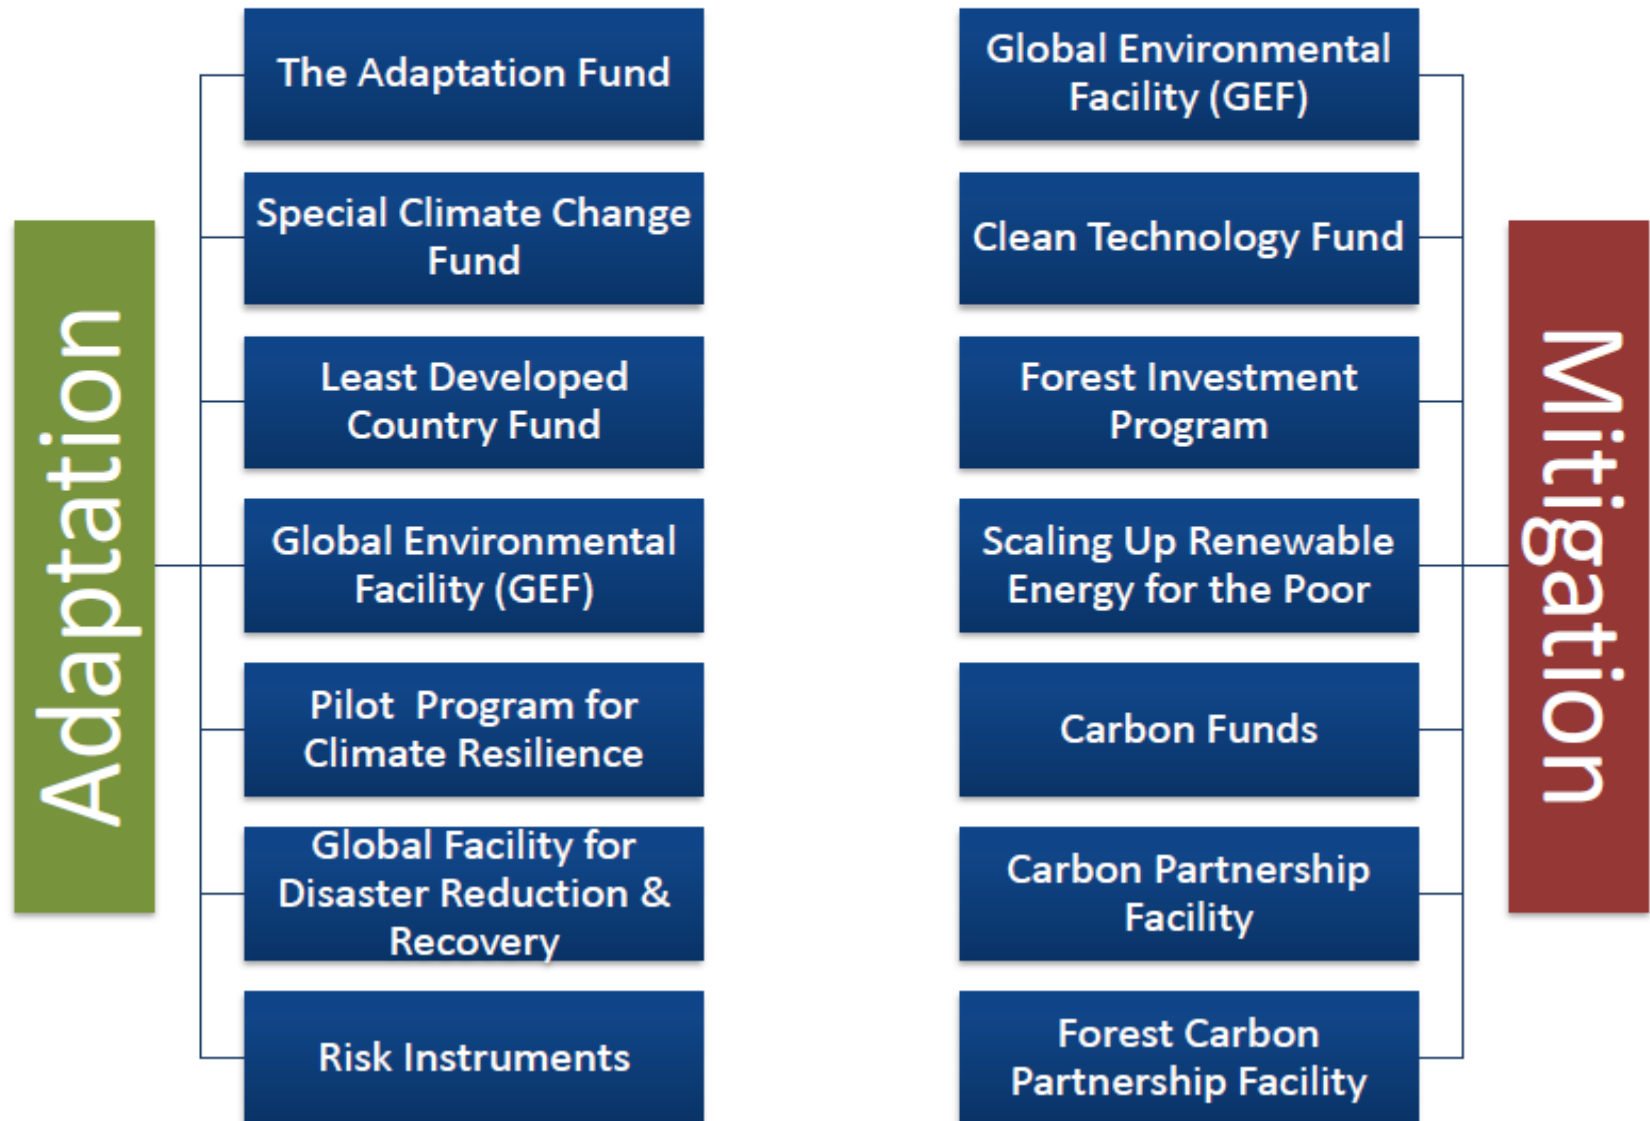 Adaptation
The Adaptation Fund
Special Climate Change
Fund
Least Developed
Country Fund
Global Environmental
Facility (GEF)
Pilot  Program for
Climate Resilience
Global Facility for
Disaster Reduction &
Recovery
Risk Instruments
Global Environmental
Facility (GEF)
Clean Technology Fund
Forest Investment
Program
Scaling Up Renewable
Energy for the Poor
Carbon Funds
Carbon Partnership
Facility
Forest Carbon
Partnership Facility
Mitigation